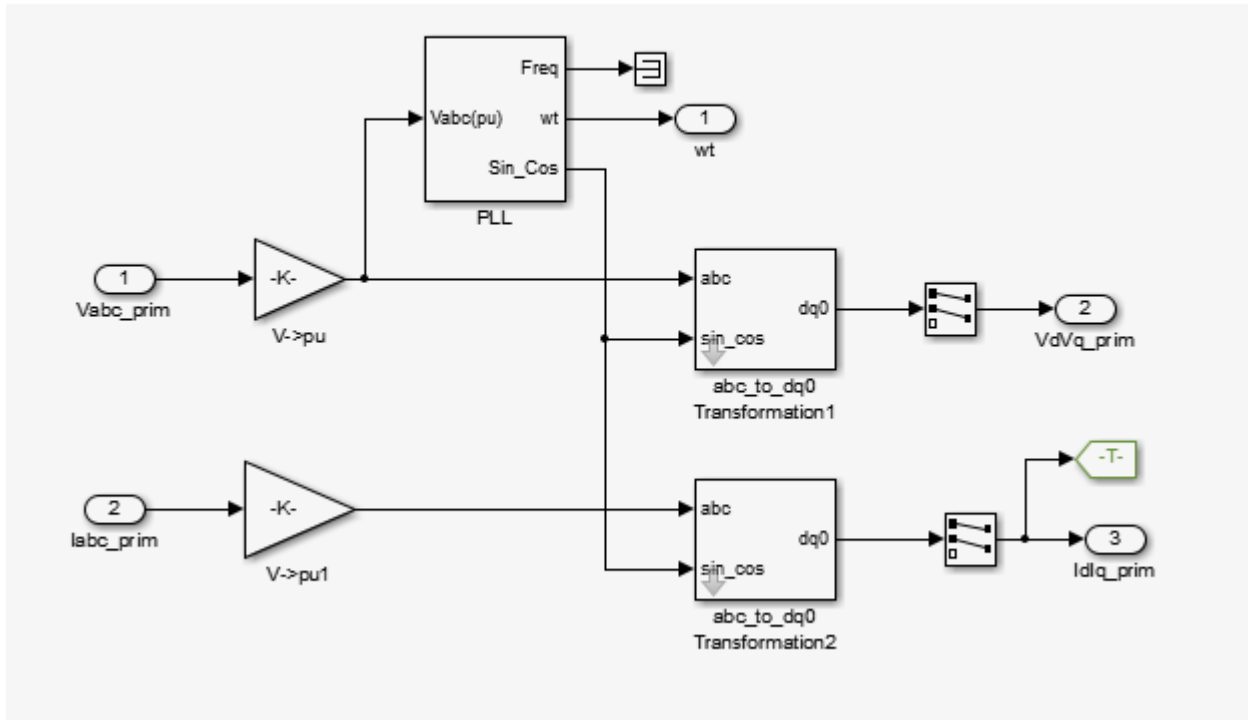 Freq
Vabc(pu)
wt
1
wt
Sin_Cos
PLL
1
Vabc_prim
-K-
V->pu
abc
dq0
sin_cos
abc_to_dq0
Transformation1
2
VdVq_prim
2
Iabc_prim
-K-
V->pu1
abc
dq0
sin_cos
abc_to_dq0
Transformation2
-T-
3
IdIq_prim